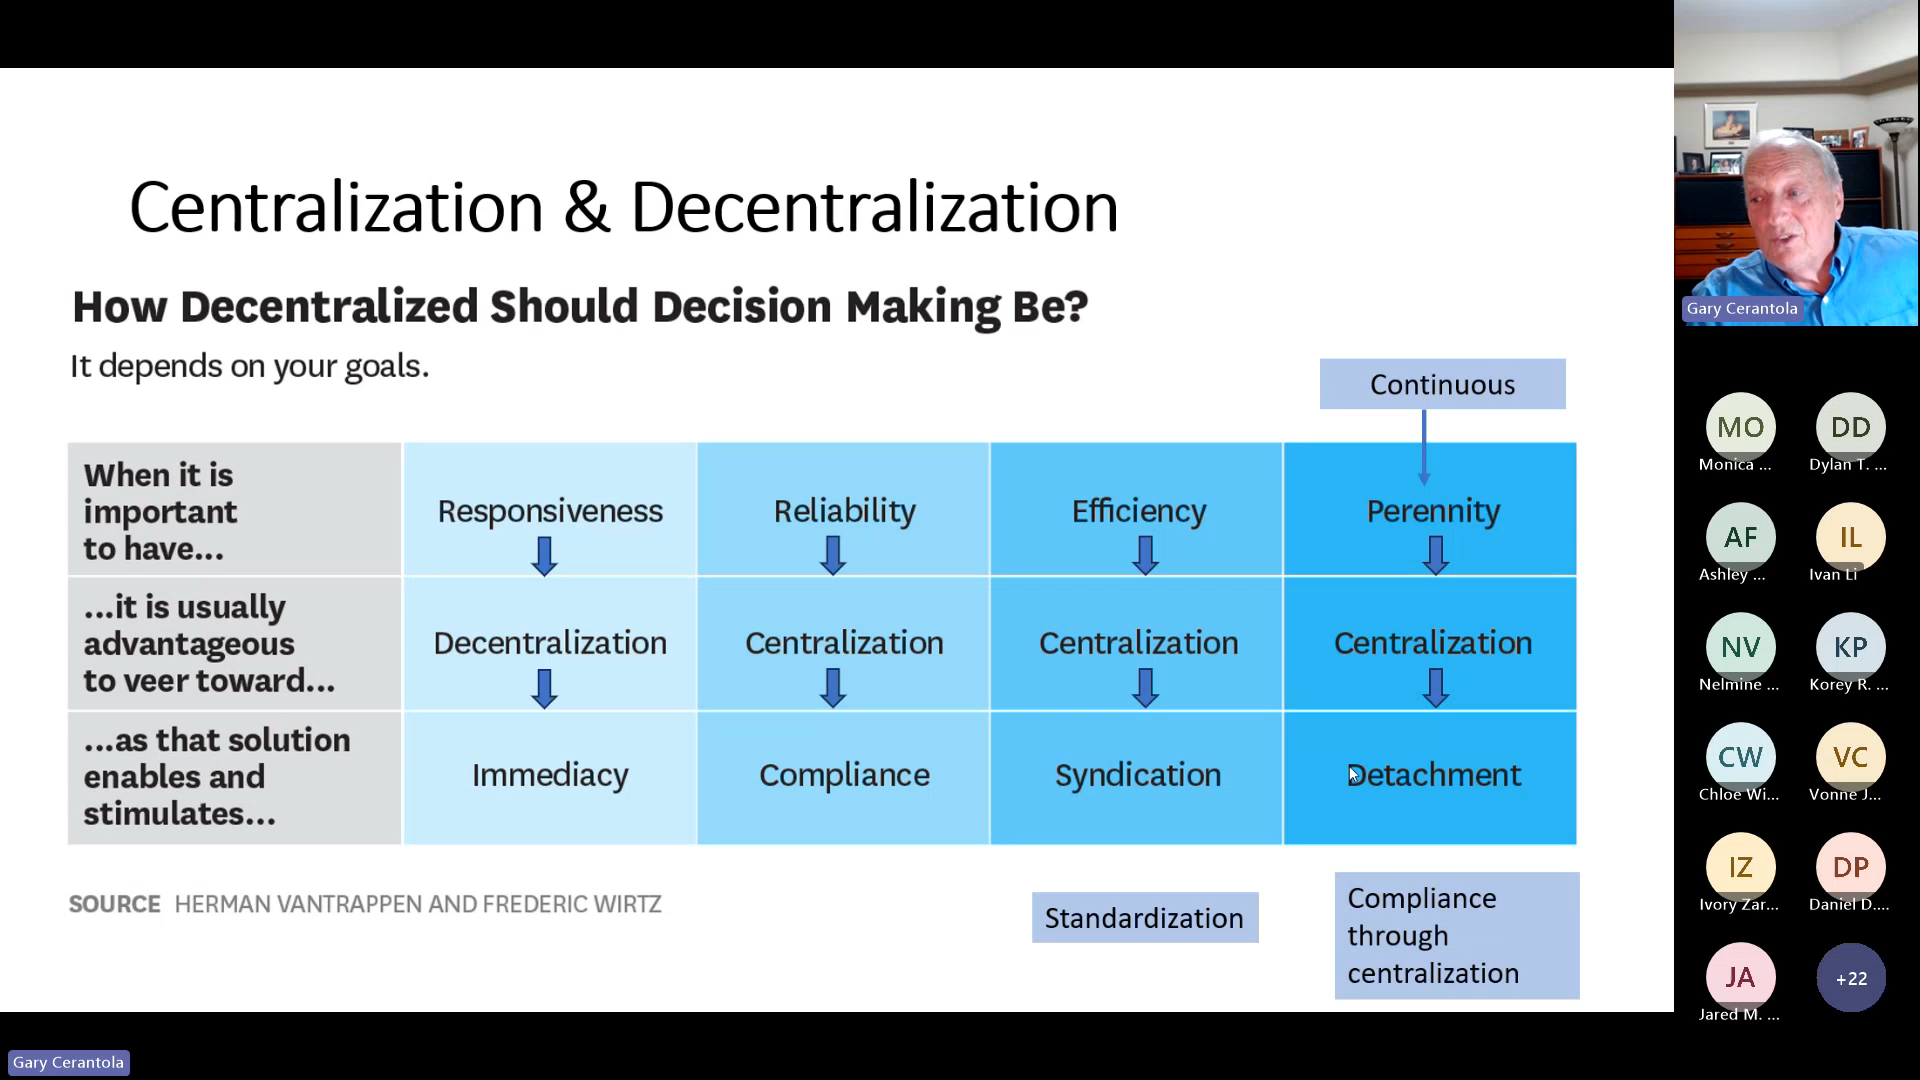 Centralization & Decentralization
How Decentralized Should Decision Making Be?
It depends on your goals.
Continuous
When it is
important
to have...
Responsiveness
Reliability
Efficiency
Perennity
...it is usually
advantageous
to veer toward...
Decentralization
Centralization
Centralization
Centralization
...as that solution
enables and
stimulates...
Immediacy
Compliance
Syndication
Detachment
SOURCE HERMAN VANTRAPPEN AND FREDERIC WIRTZ
Standardization
Compliance
through
centralization
Gary Cerantola
Gary Cerantola
MO
Monica ...
DD
Dylan T. ...
AF
Ashley ...
IL
Ivan Li
NV
Nelmine ...
KP
Korey R. ...
CW
Chloe Wi...
VC
Vonne J...
IZ
Ivory Zar...
DP
Daniel D....
JA
Jared M. ...
+22